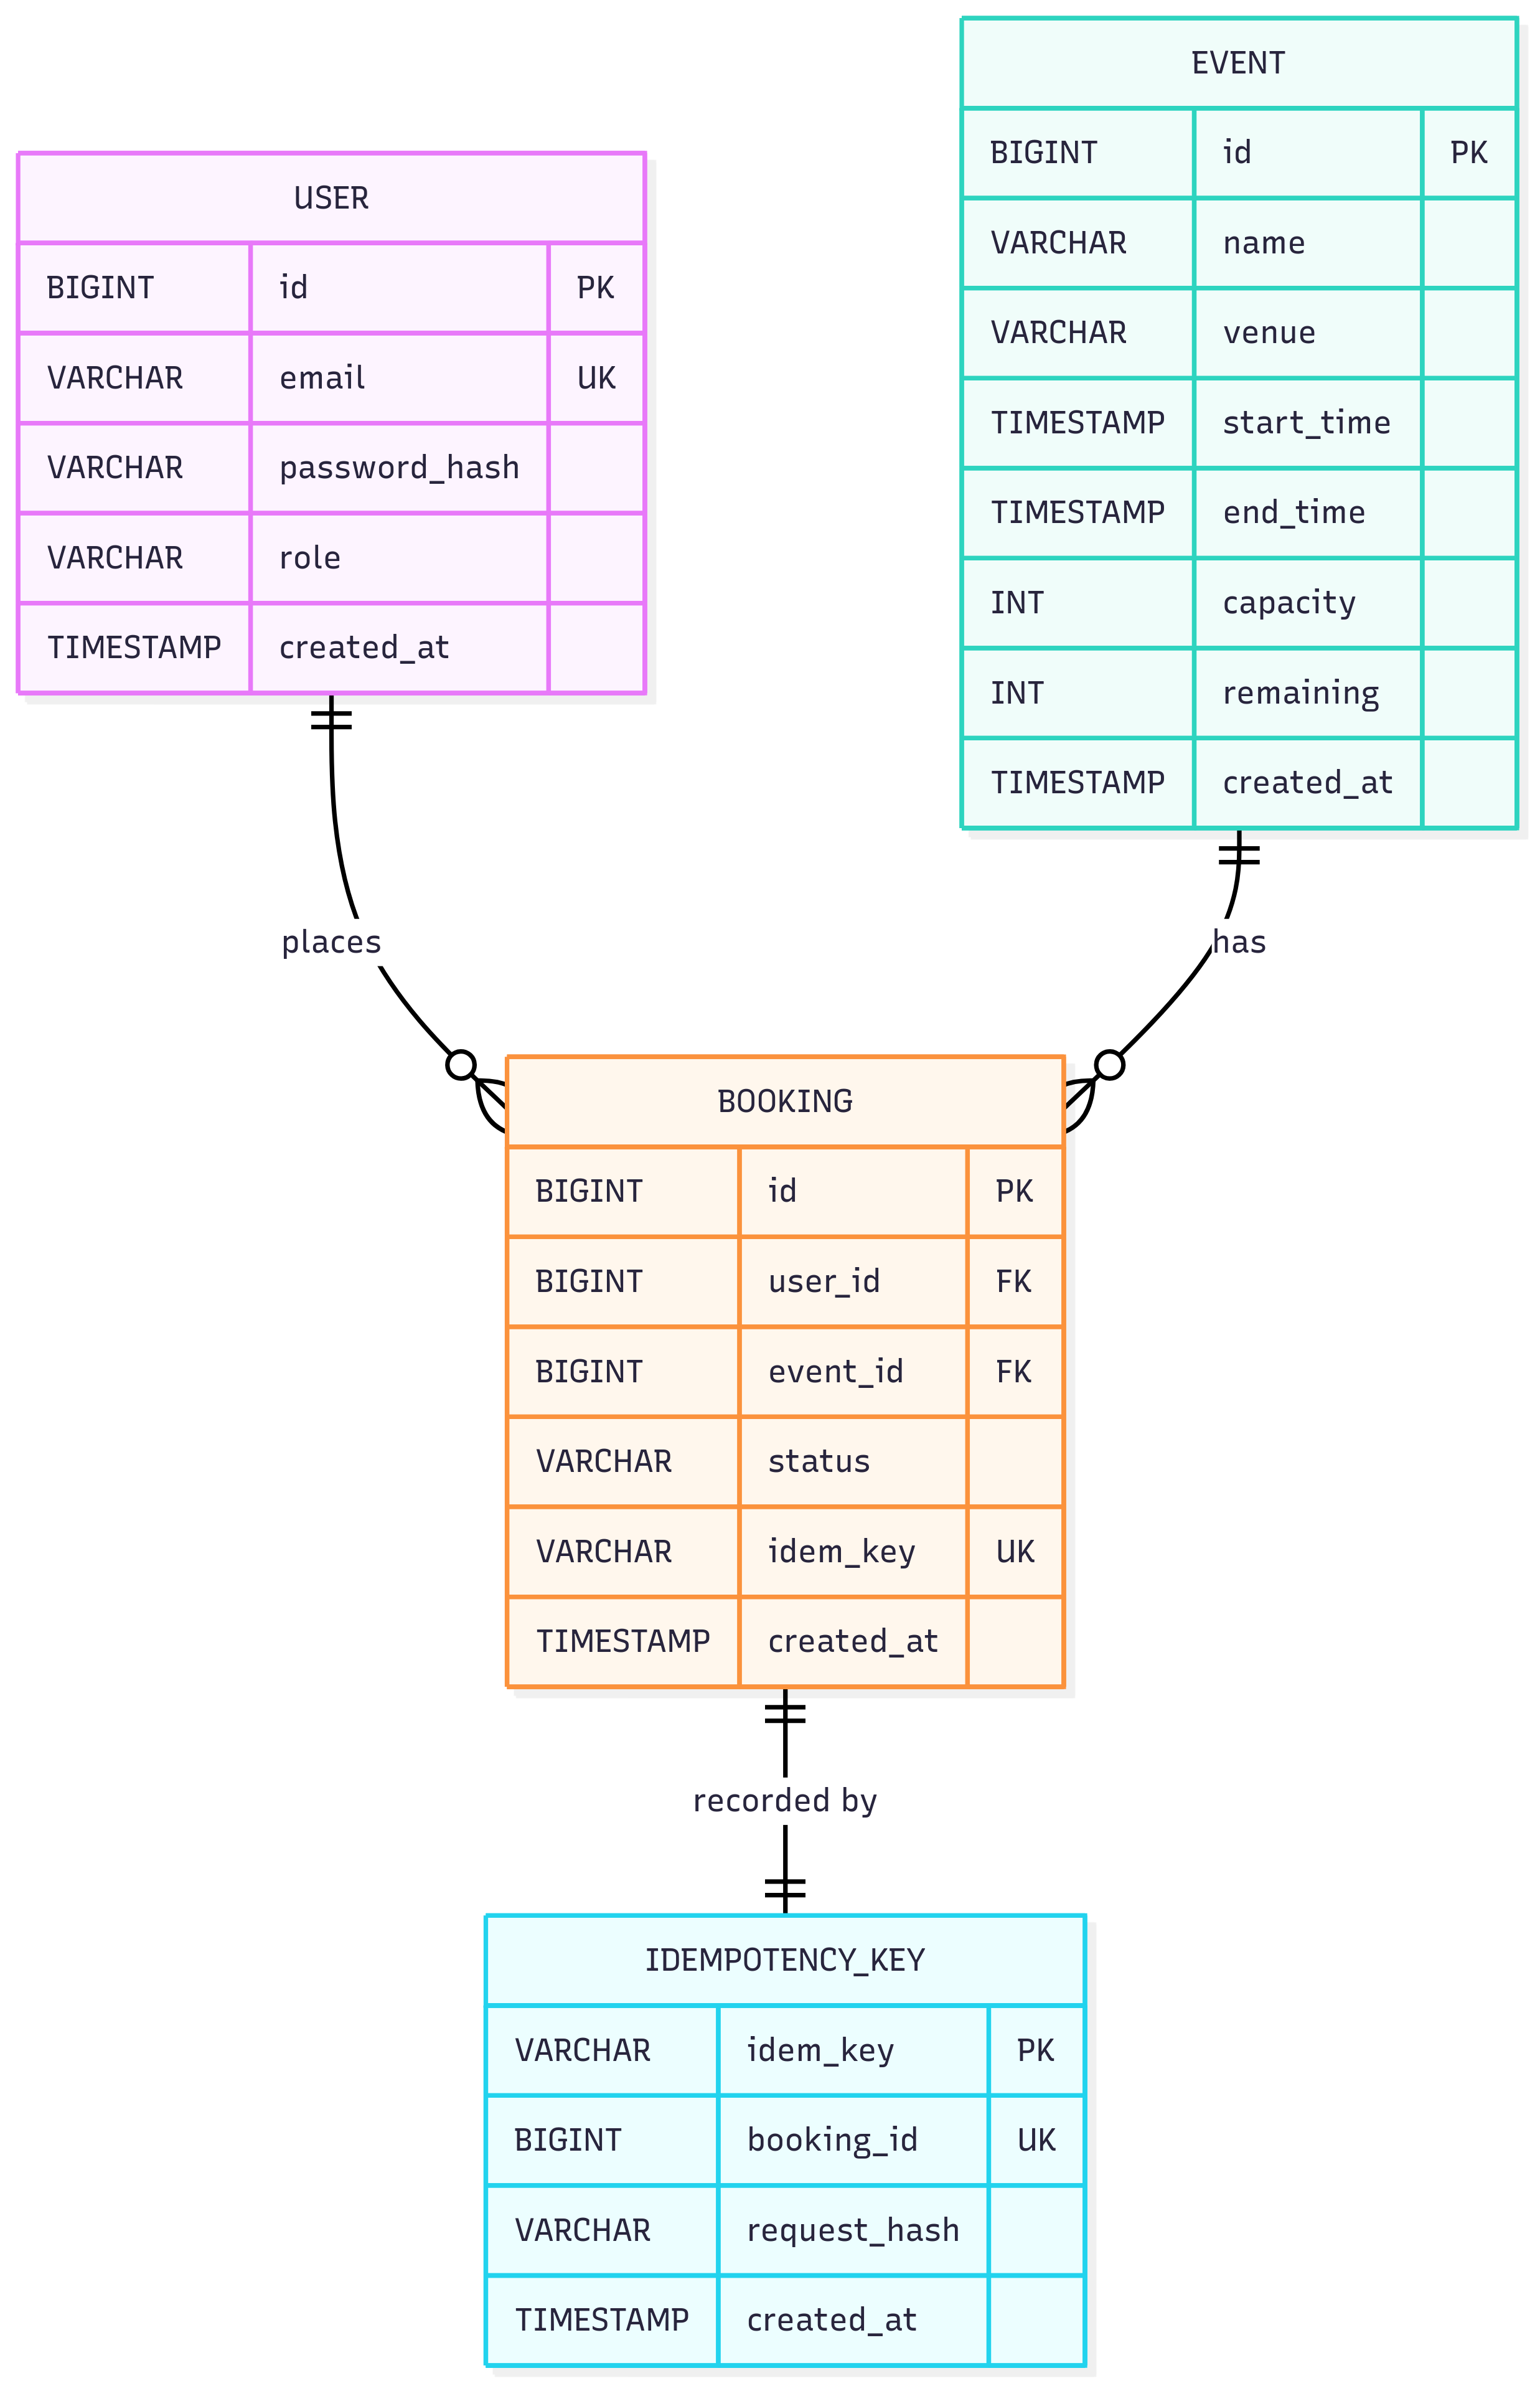 USER
BIGINT id PK
VARCHAR email UK
VARCHAR password_hash
VARCHAR role
TIMESTAMP created_at
EVENT
BIGINT id PK
VARCHAR name
VARCHAR venue
TIMESTAMP start_time
TIMESTAMP end_time
INT capacity
INT remaining
TIMESTAMP created_at
places
has
BOOKING
BIGINT id PK
BIGINT user_id FK
BIGINT event_id FK
VARCHAR status
VARCHAR idem_key UK
TIMESTAMP created_at
recorded by
IDEMPOTENCY_KEY
VARCHAR idem_key PK
BIGINT booking_id UK
VARCHAR request_hash
TIMESTAMP created_at